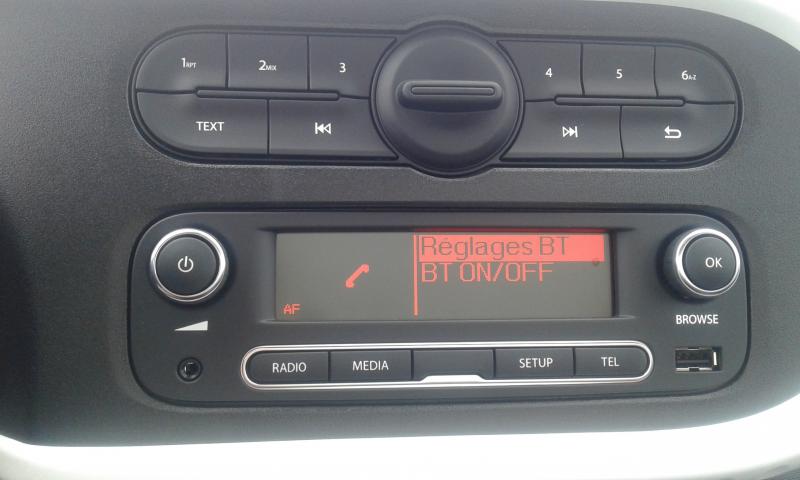 1RPT 2MIX 3 4 5 6A-Z
TEXT
Réglages BT
BT ON/OFF
AF
OK
BROWSE
RADIO MEDIA SETUP TEL